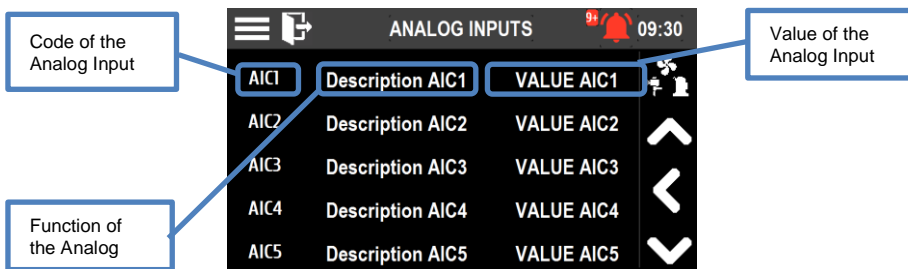 Code of the
Analog Input
ANALOG INPUTS
9+
09:30
Value of the
Analog Input
AIC1 Description AIC1 VALUE AIC1
AIC2 Description AIC2 VALUE AIC2
AIC3 Description AIC3 VALUE AIC3
AIC4 Description AIC4 VALUE AIC4
AIC5 Description AIC5 VALUE AIC5
Function of
the Analog